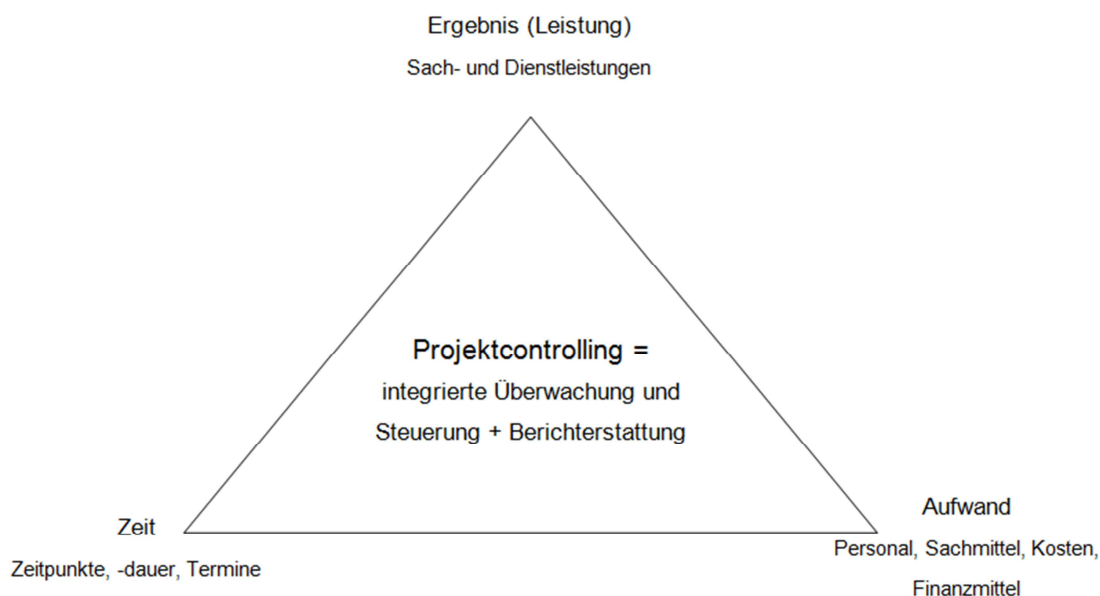 Ergebnis (Leistung)
Sach- und Dienstleistungen
Projektcontrolling =
integrierte Überwachung und
Steuerung + Berichterstattung
Zeit
Zeitpunkte, -dauer, Termine
Aufwand
Personal, Sachmittel, Kosten,
Finanzmittel